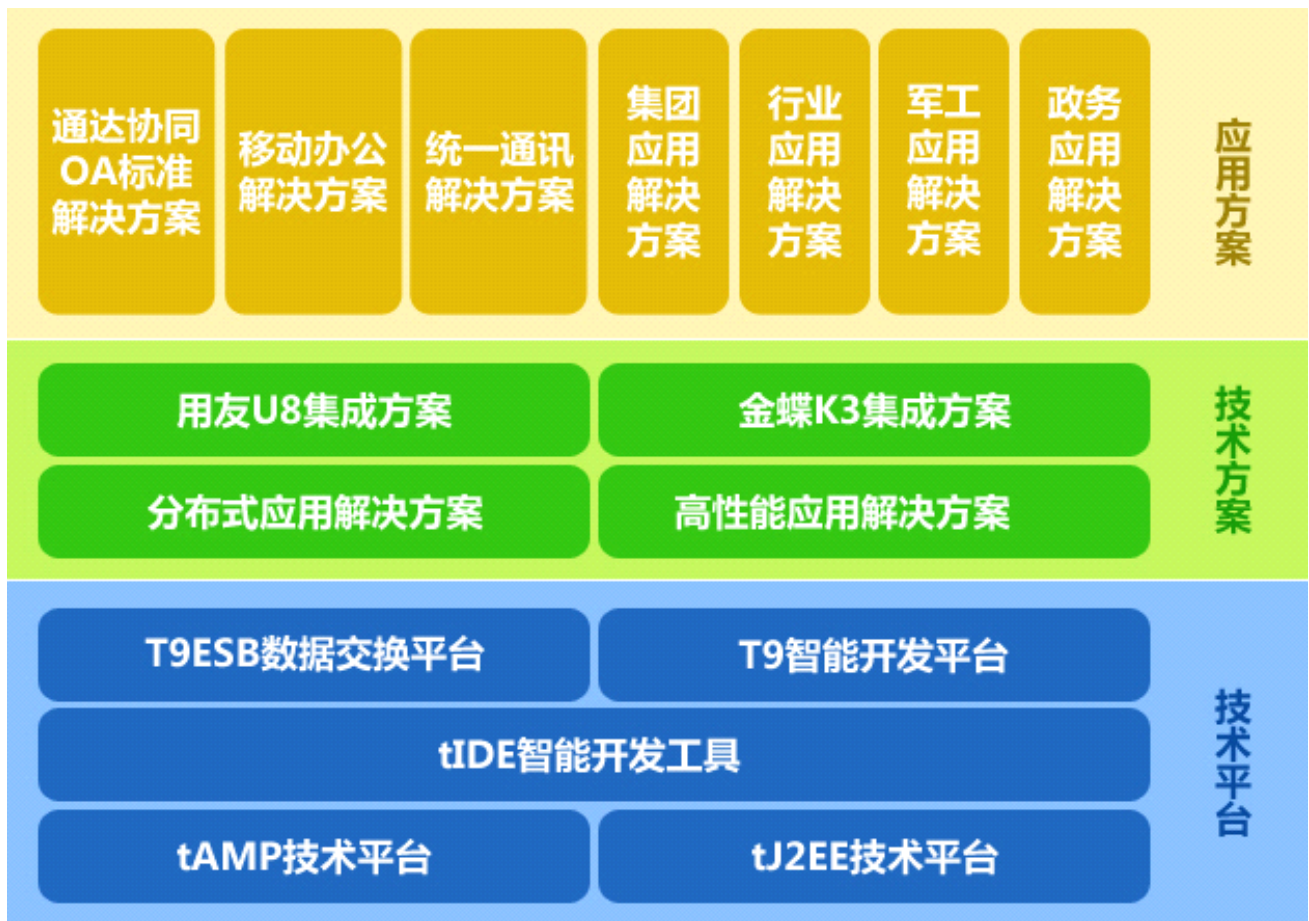 通达协同
OA标准
解决方案
移动办公
解决方案
统一通讯
解决方案
集团
应用
解决
方案
行业
应用
解决
方案
军工
应用
解决
方案
政务
应用
解决
方案
应用方案
用友U8集成方案
金蝶K3集成方案
分布式应用解决方案
高性能应用解决方案
技术方案
T9ESB数据交换平台
T9智能开发平台
tIDE智能开发工具
tAMP技术平台
tJ2EE技术平台
技术平台